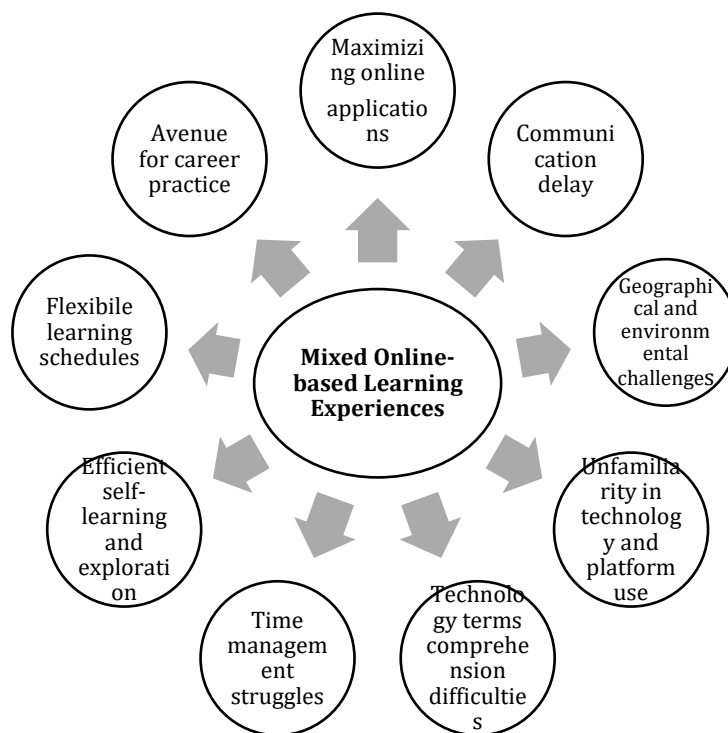 Maximizi
ng online
applicatio
ns
Communi
cation
delay
Geographi
cal and
environm
ental
challenges
Unfamilia
rity in
technolog
y and
platform
use
Technolo
gy terms
comprehe
nsion
difficultie
s
Time
managem
ent
struggles
Efficient
self-
learning
and
explorati
on
Flexibile
learning
schedules
Avenue
for career
practice
Mixed Online-
based Learning
Experiences